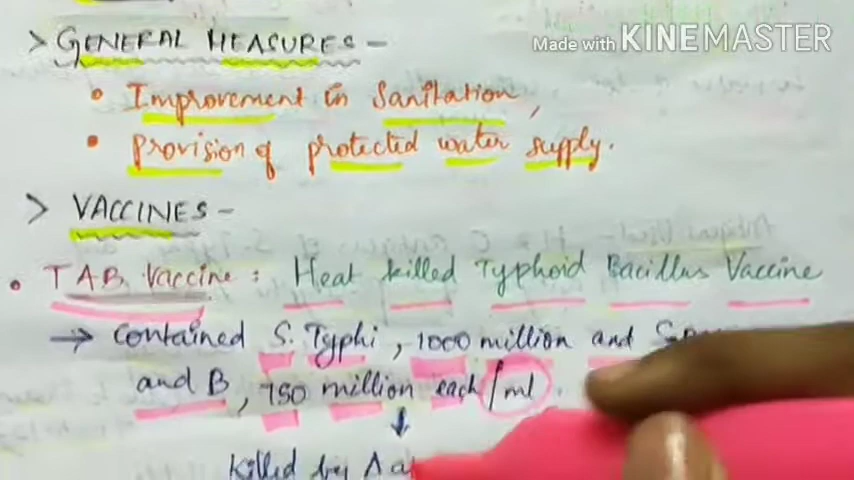 Made with KINEMASTER
> GENERAL MEASURES -
• Improvement in Sanitation,
• Provision of protected water supply.
> VACCINES -
• TAB Vaccine : Heat killed Typhoid Bacillus Vaccine
→ Contained S. Typhi, 1000 million and
and B, 750 million each /ml.
↓
Killed by